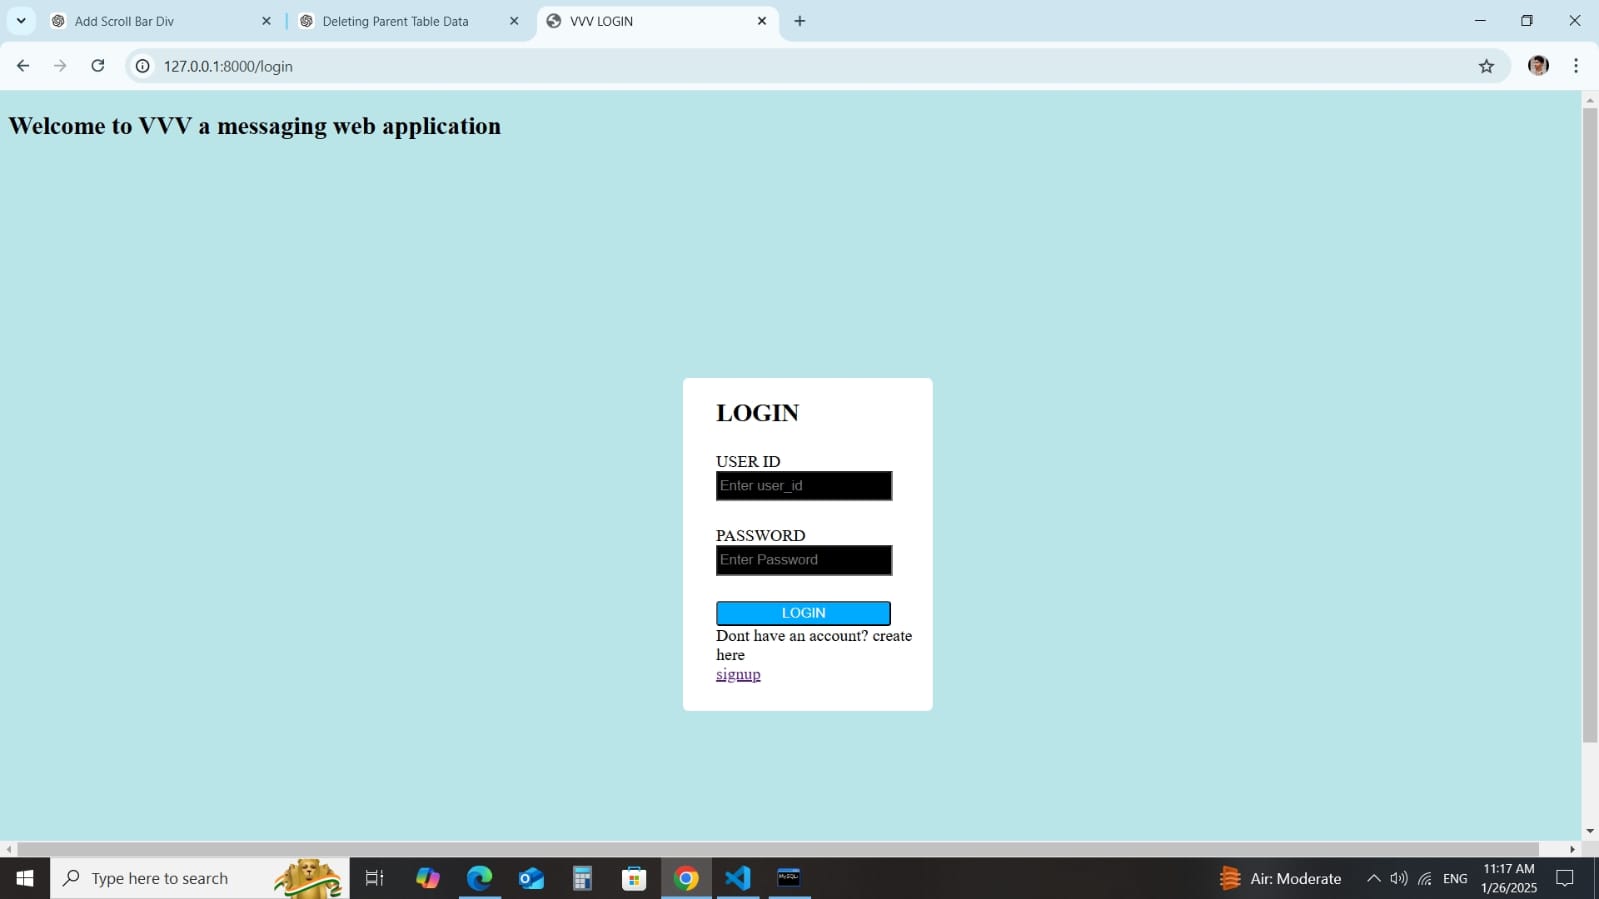 Add Scroll Bar Div
Deleting Parent Table Data
VVV LOGIN
127.0.0.1:8000/login
Welcome to VVV a messaging web application
LOGIN
USER ID
Enter user_id
PASSWORD
Enter Password
LOGIN
Dont have an account? create
here
signup
Type here to search
Air: Moderate
ENG
11:17 AM
1/26/2025